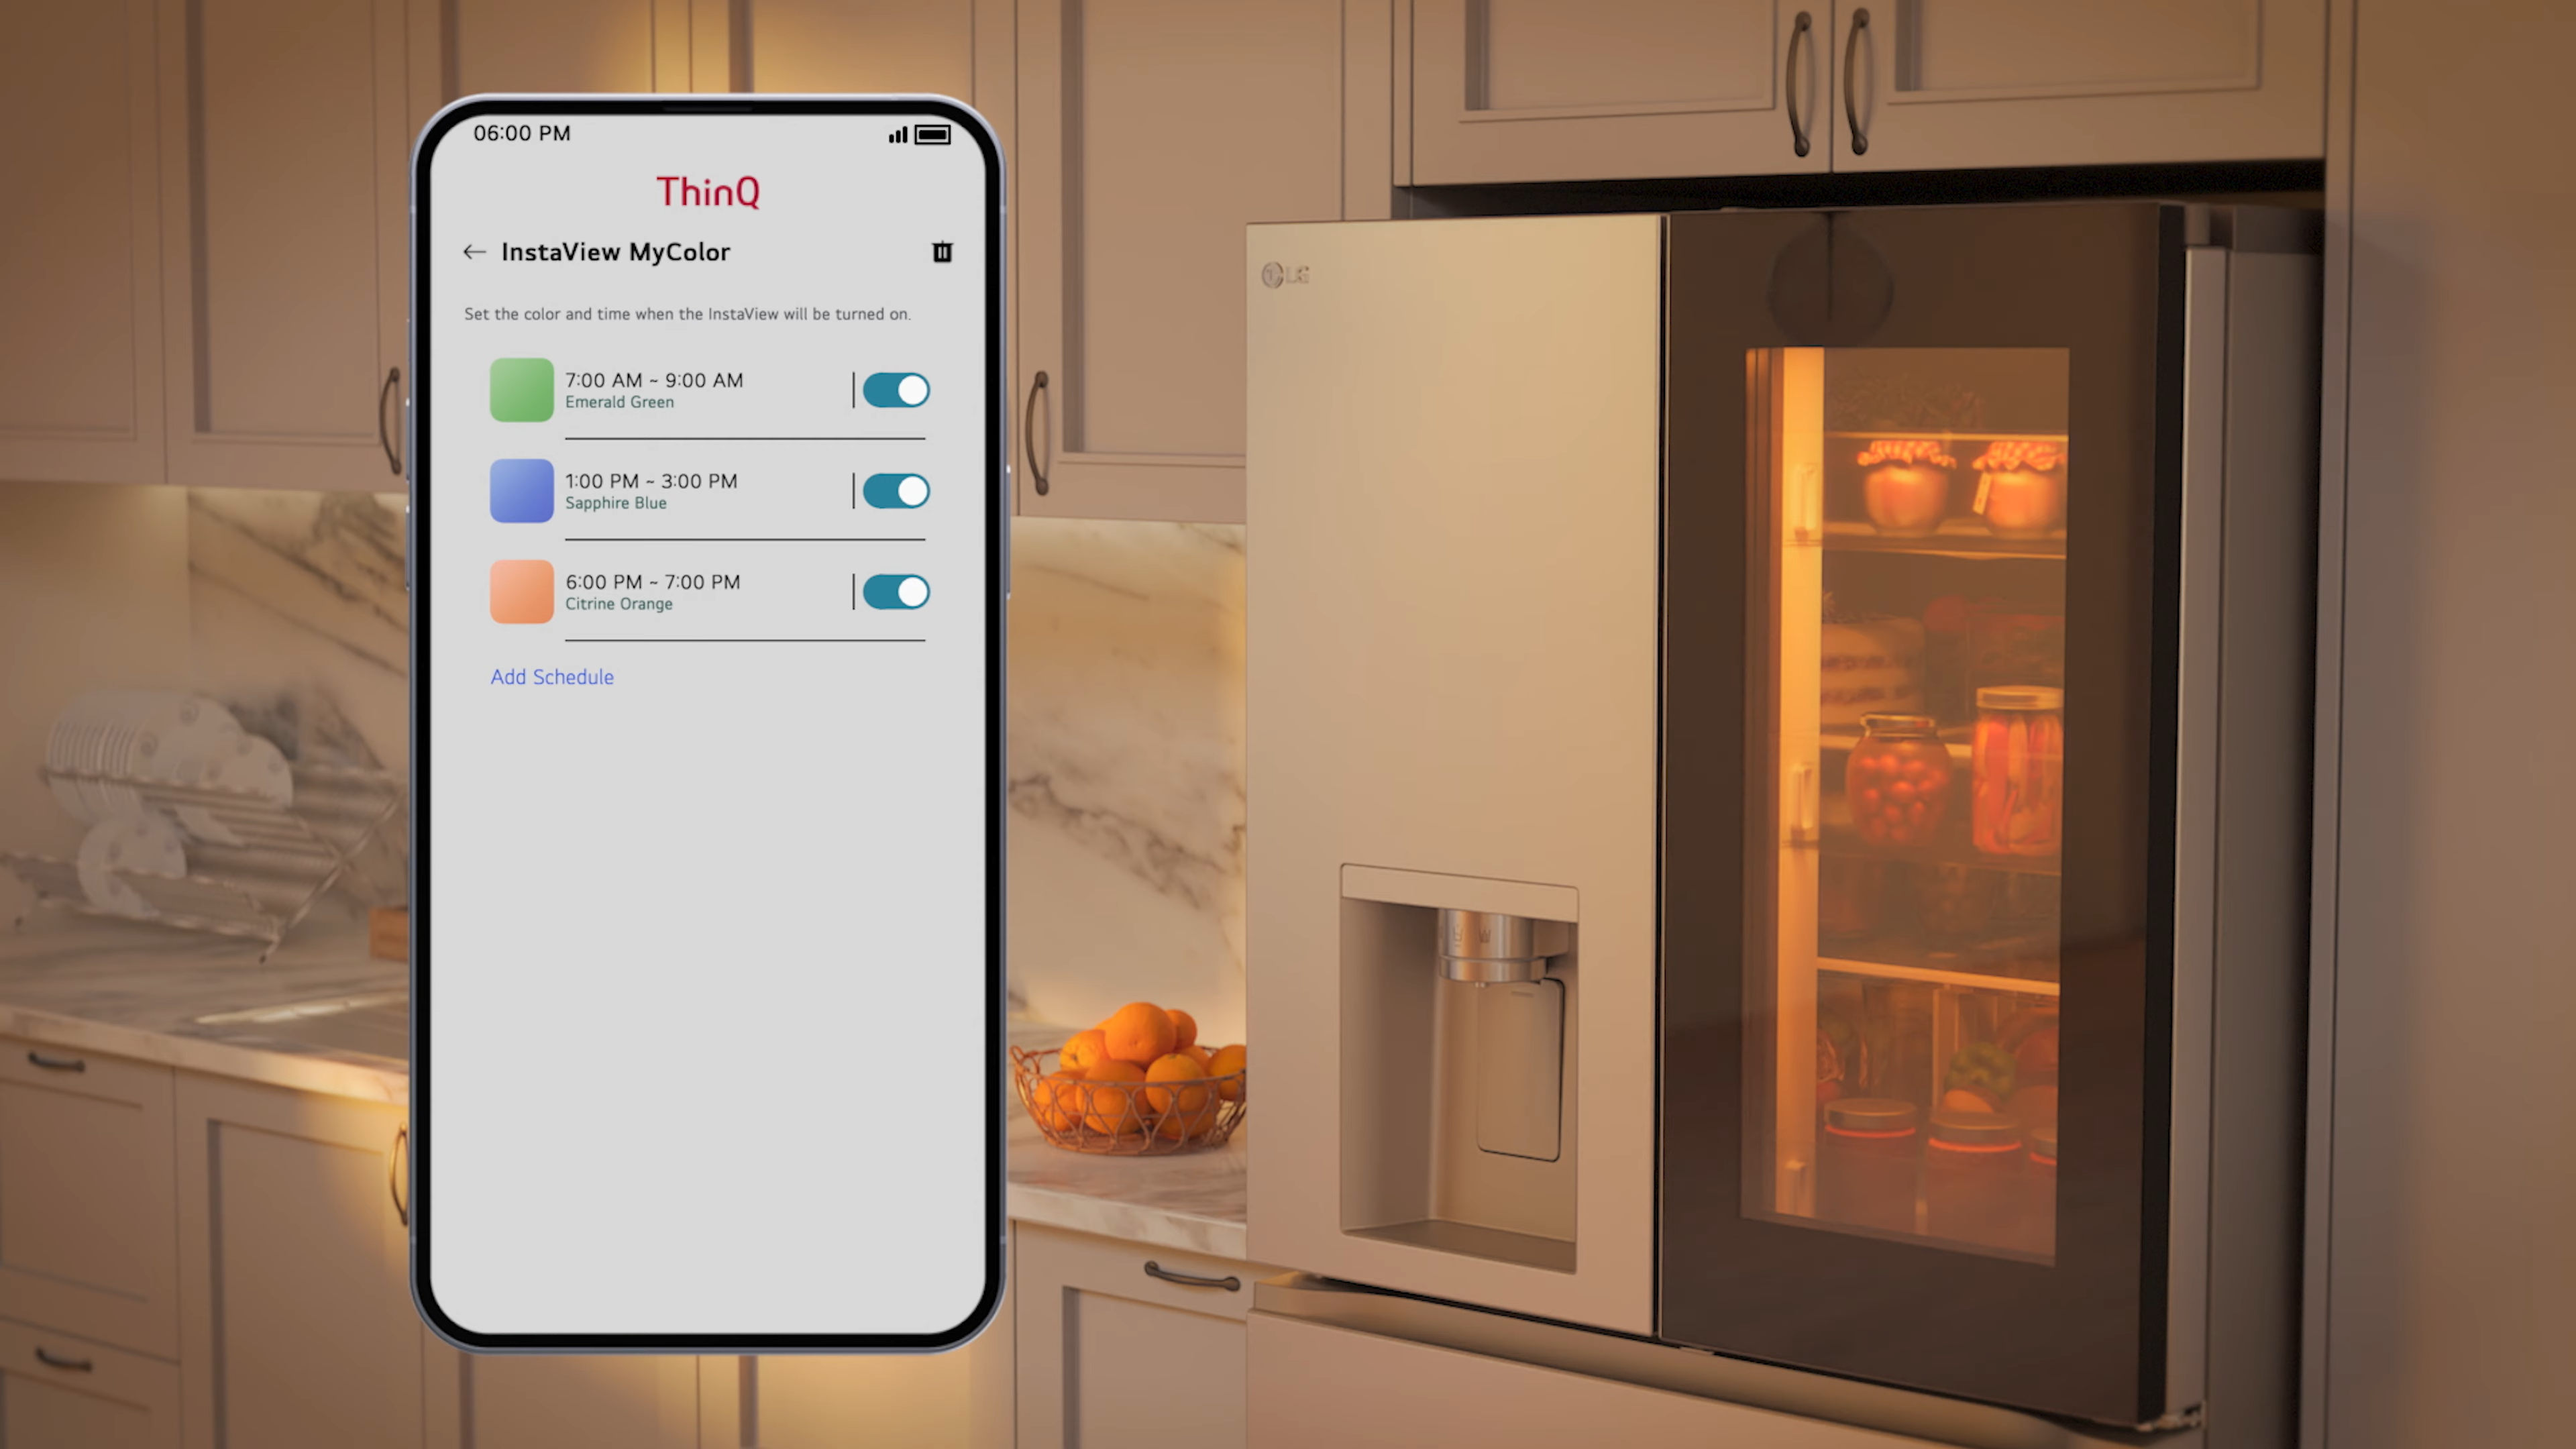 06:00 PM
ThinQ
InstaView MyColor
Set the color and time when the InstaView will be turned on.
7:00 AM ~ 9:00 AM
Emerald Green
1:00 PM ~ 3:00 PM
Sapphire Blue
6:00 PM ~ 7:00 PM
Citrine Orange
Add Schedule
LG